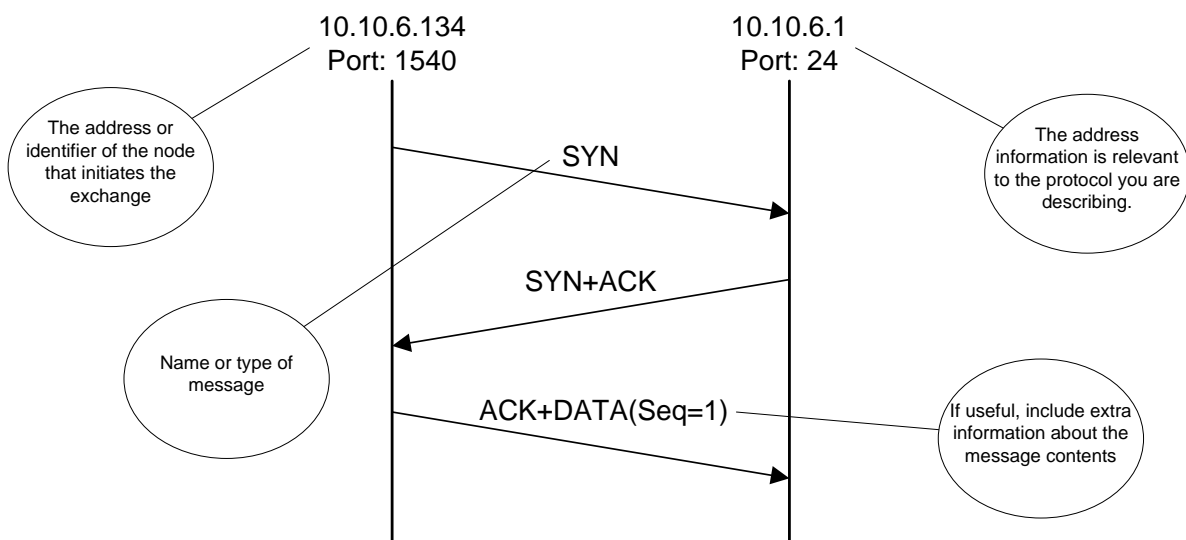 10.10.6.134
Port: 1540
10.10.6.1
Port: 24
The address or
identifier of the node
that initiates the
exchange
The address
information is relevant
to the protocol you are
describing.
SYN
SYN+ACK
Name or type of
message
ACK+DATA(Seq=1)
If useful, include extra
information about the
message contents